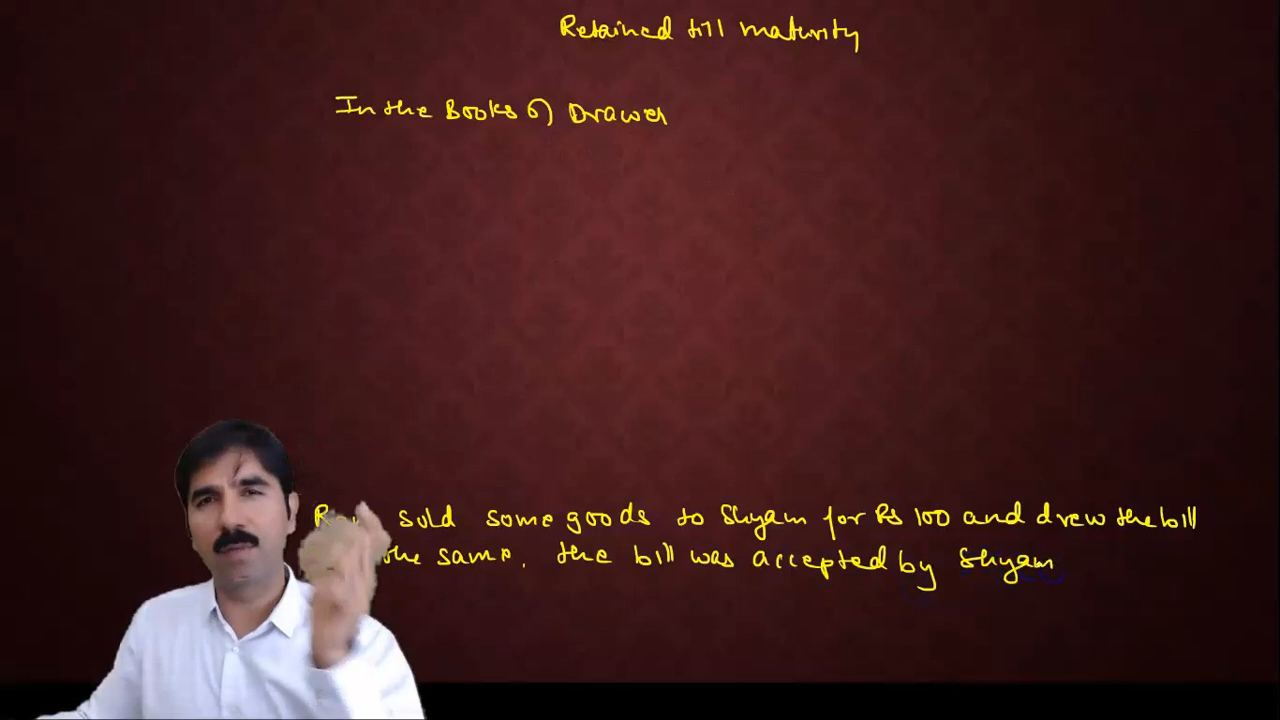 Retained till maturity
In the Books of Drawer
sold some goods to Shyam for Rs 100 and drew the bill
the same. the bill was accepted by Shyam